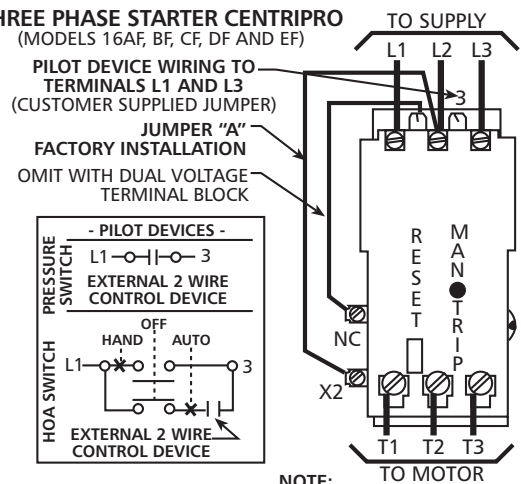 HREE PHASE STARTER CENTRIPRO
(MODELS 16AF, BF, CF, DF AND EF)
TO SUPPLY
L1 L2 L3
PILOT DEVICE WIRING TO
TERMINALS L1 AND L3
(CUSTOMER SUPPLIED JUMPER)
3
JUMPER “A”
FACTORY INSTALLATION
OMIT WITH DUAL VOLTAGE
TERMINAL BLOCK
- PILOT DEVICES -
PRESSURE
SWITCH
L1 3
EXTERNAL 2 WIRE
CONTROL DEVICE
HOA SWITCH
OFF
HAND AUTO
L1 3
EXTERNAL 2 WIRE
CONTROL DEVICE
RESET
MAN TRIP
NC
X2
T1 T2 T3
TO MOTOR
NOTE: